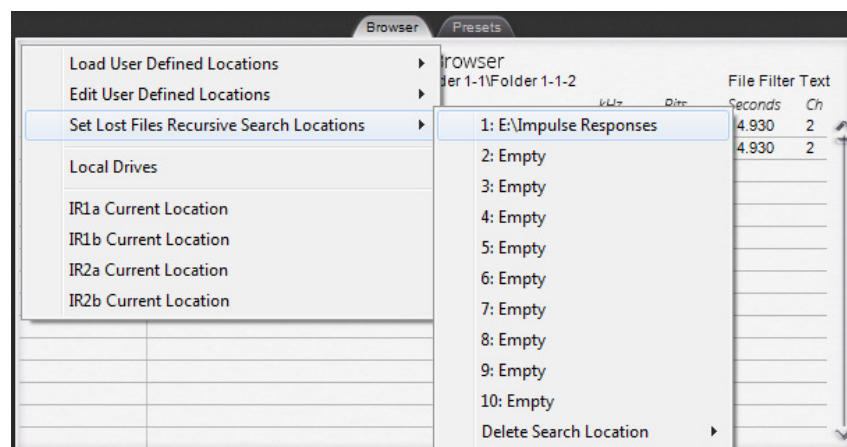 Browser Presets
Browser
der 1-1\Folder 1-1-2 File Filter Text
kHz Bits Seconds Ch
4.930 2
4.930 2
Load User Defined Locations
Edit User Defined Locations
Set Lost Files Recursive Search Locations
Local Drives
IR1a Current Location
IR1b Current Location
IR2a Current Location
IR2b Current Location
1: E:\Impulse Responses
2: Empty
3: Empty
4: Empty
5: Empty
6: Empty
7: Empty
8: Empty
9: Empty
10: Empty
Delete Search Location